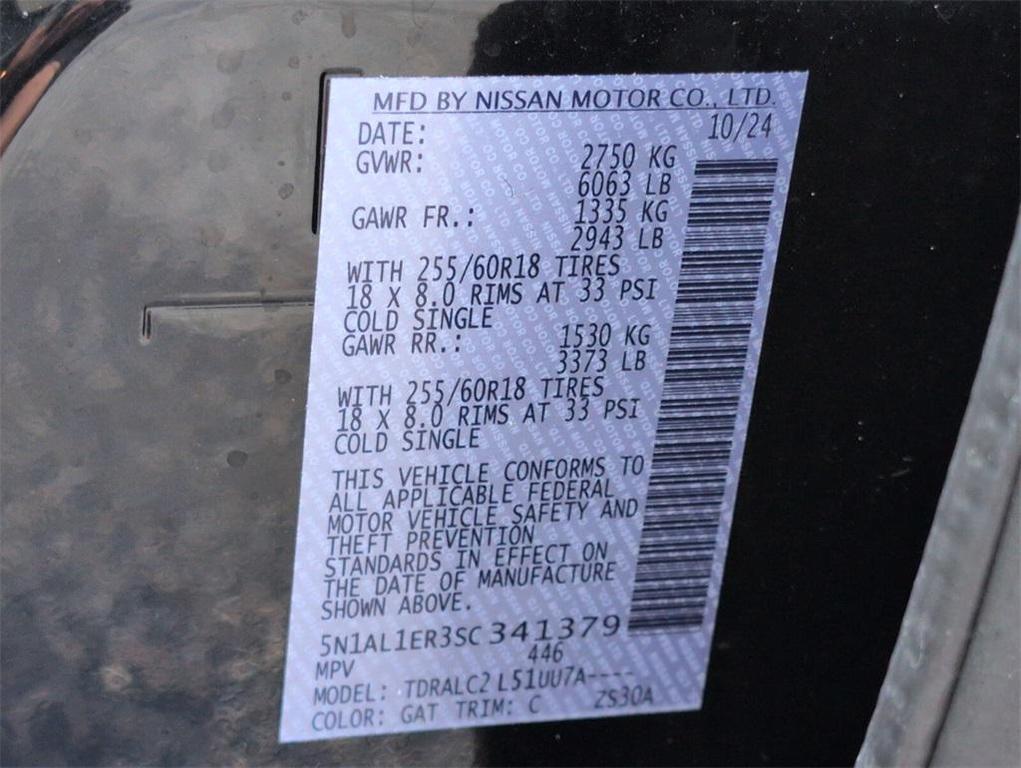 MFD BY NISSAN MOTOR CO., LTD.
DATE: 10/24
GVWR: 2750 KG
6063 LB
GAWR FR.: 1335 KG
2943 LB
WITH 255/60R18 TIRES
18 X 8.0 RIMS AT 33 PSI
COLD SINGLE
GAWR RR.: 1530 KG
3373 LB
WITH 255/60R18 TIRES
18 X 8.0 RIMS AT 33 PSI
COLD SINGLE
THIS VEHICLE CONFORMS TO
ALL APPLICABLE FEDERAL
MOTOR VEHICLE SAFETY AND
THEFT PREVENTION
STANDARDS IN EFFECT ON
THE DATE OF MANUFACTURE
SHOWN ABOVE.
5N1AL1ER3SC341379
MPV 446
MODEL: TDRALC2 L51UU7A----
COLOR: GAT TRIM: C ZS30A